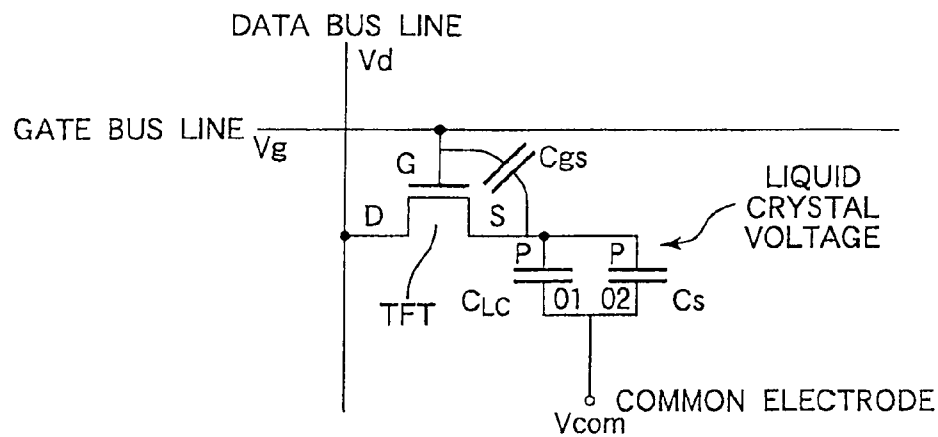 DATA BUS LINE
Vd
GATE BUS LINE
Vg
G
Cgs
D
S
LIQUID
CRYSTAL
VOLTAGE
P
P
TFT
CLC
01
02
Cs
COMMON ELECTRODE
Vcom